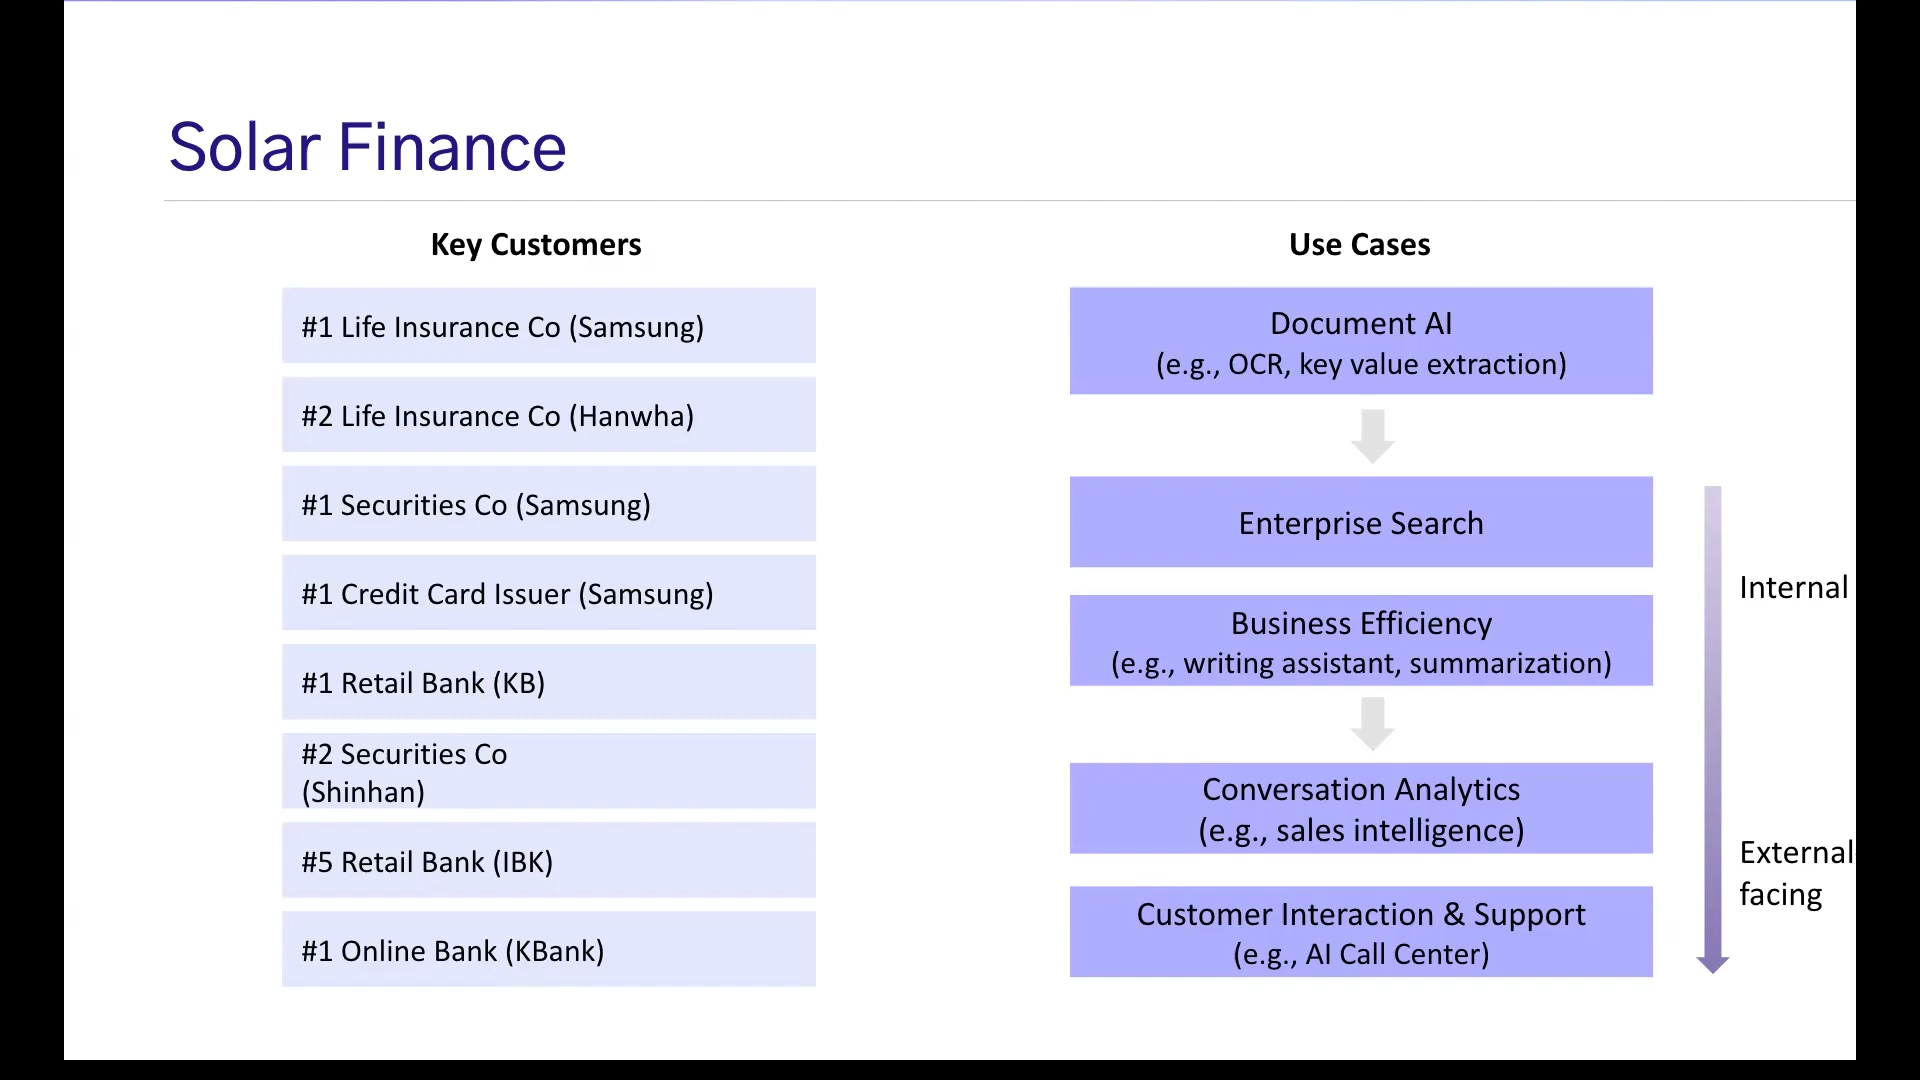 Solar Finance
Key Customers
#1 Life Insurance Co (Samsung)
#2 Life Insurance Co (Hanwha)
#1 Securities Co (Samsung)
#1 Credit Card Issuer (Samsung)
#1 Retail Bank (KB)
#2 Securities Co
(Shinhan)
#5 Retail Bank (IBK)
#1 Online Bank (KBank)
Use Cases
Document AI
(e.g., OCR, key value extraction)
Enterprise Search
Business Efficiency
(e.g., writing assistant, summarization)
Conversation Analytics
(e.g., sales intelligence)
Customer Interaction & Support
(e.g., AI Call Center)
Internal
External
facing